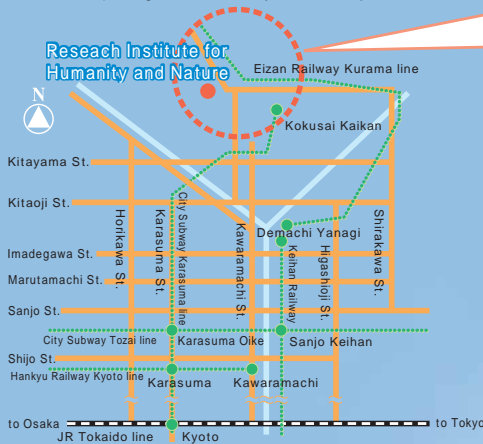 Reseach Institute for
Humanity and Nature
Eizan Railway Kurama line
N
Kokusai Kaikan
Kitayama St.
Kitaoji St.
Horikawa St.
Karasuma St.
City Subway Karasuma line
Kawaramachi St.
Demachi Yanagi
Keihan Railway
Higashioji St.
Shirakawa St.
Imadegawa St.
Marutamachi St.
Sanjo St.
City Subway Tozai line
Karasuma Oike
Sanjo Keihan
Shijo St.
Hankyu Railway Kyoto line
Karasuma
Kawaramachi
to Osaka
to Tokyo
JR Tokaido line
Kyoto